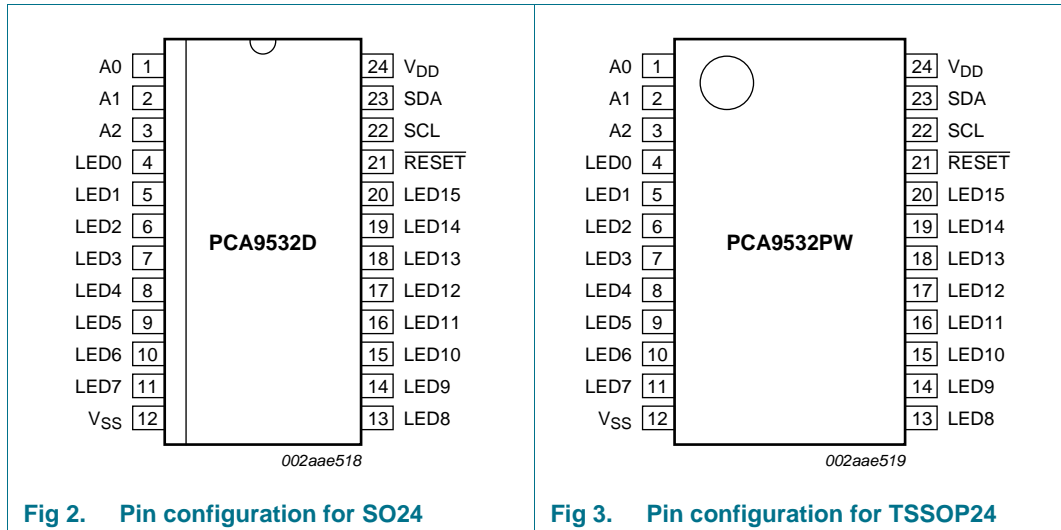 A0 1 24 VDD
A1 2 23 SDA
A2 3 22 SCL
LED0 4 21 RESET
LED1 5 20 LED15
LED2 6 19 LED14
PCA9532D
LED3 7 18 LED13
LED4 8 17 LED12
LED5 9 16 LED11
LED6 10 15 LED10
LED7 11 14 LED9
VSS 12 13 LED8
002aae518
Fig 2. Pin configuration for SO24
A0 1 24 VDD
A1 2 23 SDA
A2 3 22 SCL
LED0 4 21 RESET
LED1 5 20 LED15
LED2 6 19 LED14
PCA9532PW
LED3 7 18 LED13
LED4 8 17 LED12
LED5 9 16 LED11
LED6 10 15 LED10
LED7 11 14 LED9
VSS 12 13 LED8
002aae519
Fig 3. Pin configuration for TSSOP24